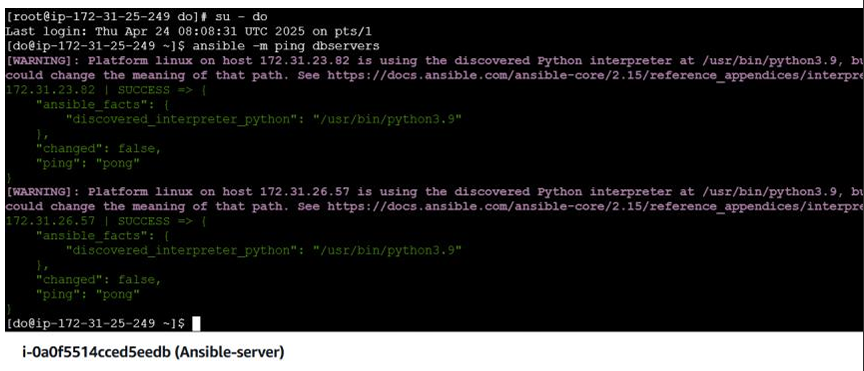 [root@ip-172-31-25-249 do]# su - do
Last login: Thu Apr 24 08:08:31 UTC 2025 on pts/1
[do@ip-172-31-25-249 ~]$ ansible -m ping dbservers
[WARNING]: Platform linux on host 172.31.23.82 is using the discovered Python interpreter at /usr/bin/python3.9, bu
could change the meaning of that path. See https://docs.ansible.com/ansible-core/2.15/reference_appendices/interpre
172.31.23.82 | SUCCESS => {
    "ansible_facts": {
        "discovered_interpreter_python": "/usr/bin/python3.9"
    },
    "changed": false,
    "ping": "pong"
}
[WARNING]: Platform linux on host 172.31.26.57 is using the discovered Python interpreter at /usr/bin/python3.9, bu
could change the meaning of that path. See https://docs.ansible.com/ansible-core/2.15/reference_appendices/interpre
172.31.26.57 | SUCCESS => {
    "ansible_facts": {
        "discovered_interpreter_python": "/usr/bin/python3.9"
    },
    "changed": false,
    "ping": "pong"
}
[do@ip-172-31-25-249 ~]$
i-0a0f5514cced5eedb (Ansible-server)